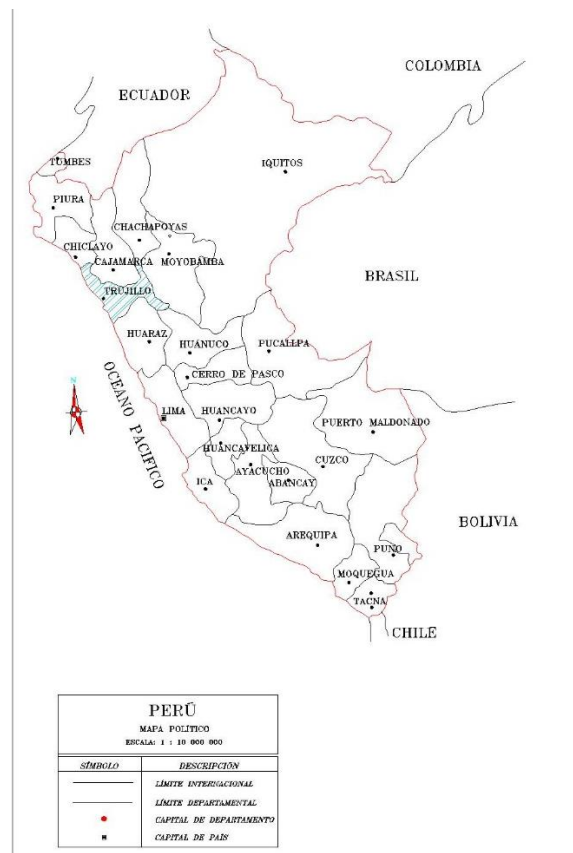 COLOMBIA
ECUADOR
TUMBES
IQUITOS
PIURA
CHACHAPOYAS
CHICLAYO
CAJAMARCA
MOYOBAMBA
BRASIL
TRUJILLO
HUARAZ
HUÁNUCO
PUCALLPA
CERRO DE PASCO
N
OCEANO PACIFICO
LIMA
HUANCAYO
PUERTO MALDONADO
HUANCAVELICA
CUZCO
AYACUCHO
ICA
ABANCAY
BOLIVIA
AREQUIPA
PUNO
MOQUEGUA
TACNA
CHILE
PERÚ
MAPA POLÍTICO
ESCALA: 1 : 10 000 000
SÍMBOLO DESCRIPCIÓN
LÍMITE INTERNACIONAL
LÍMITE DEPARTAMENTAL
CAPITAL DE DEPARTAMENTO
CAPITAL DE PAÍS